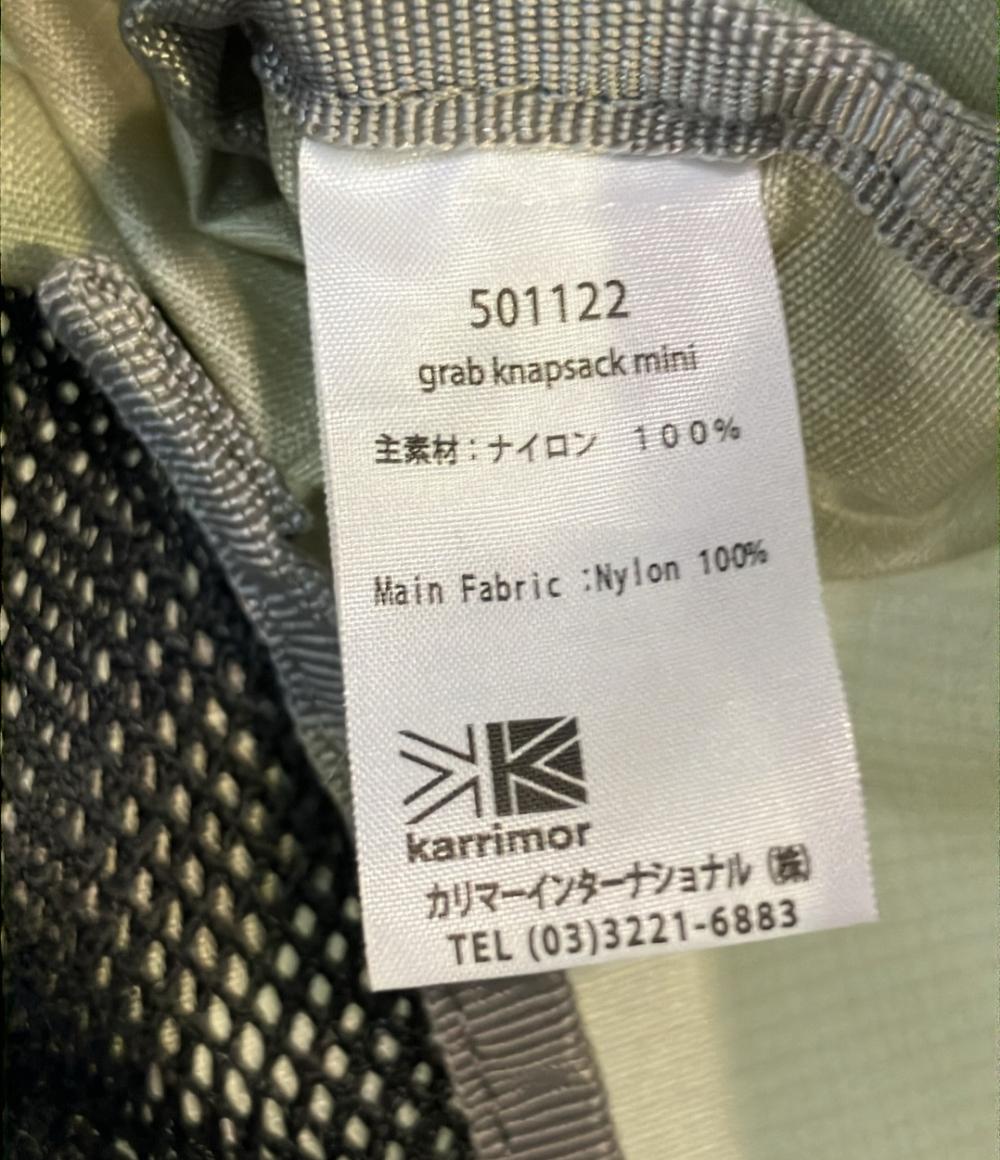 501122
grab knapsack mini
主素材：ナイロン　１００％
Main Fabric :Nylon 100%
karrimor
カリマーインターナショナル（株）
TEL (03)3221-6883